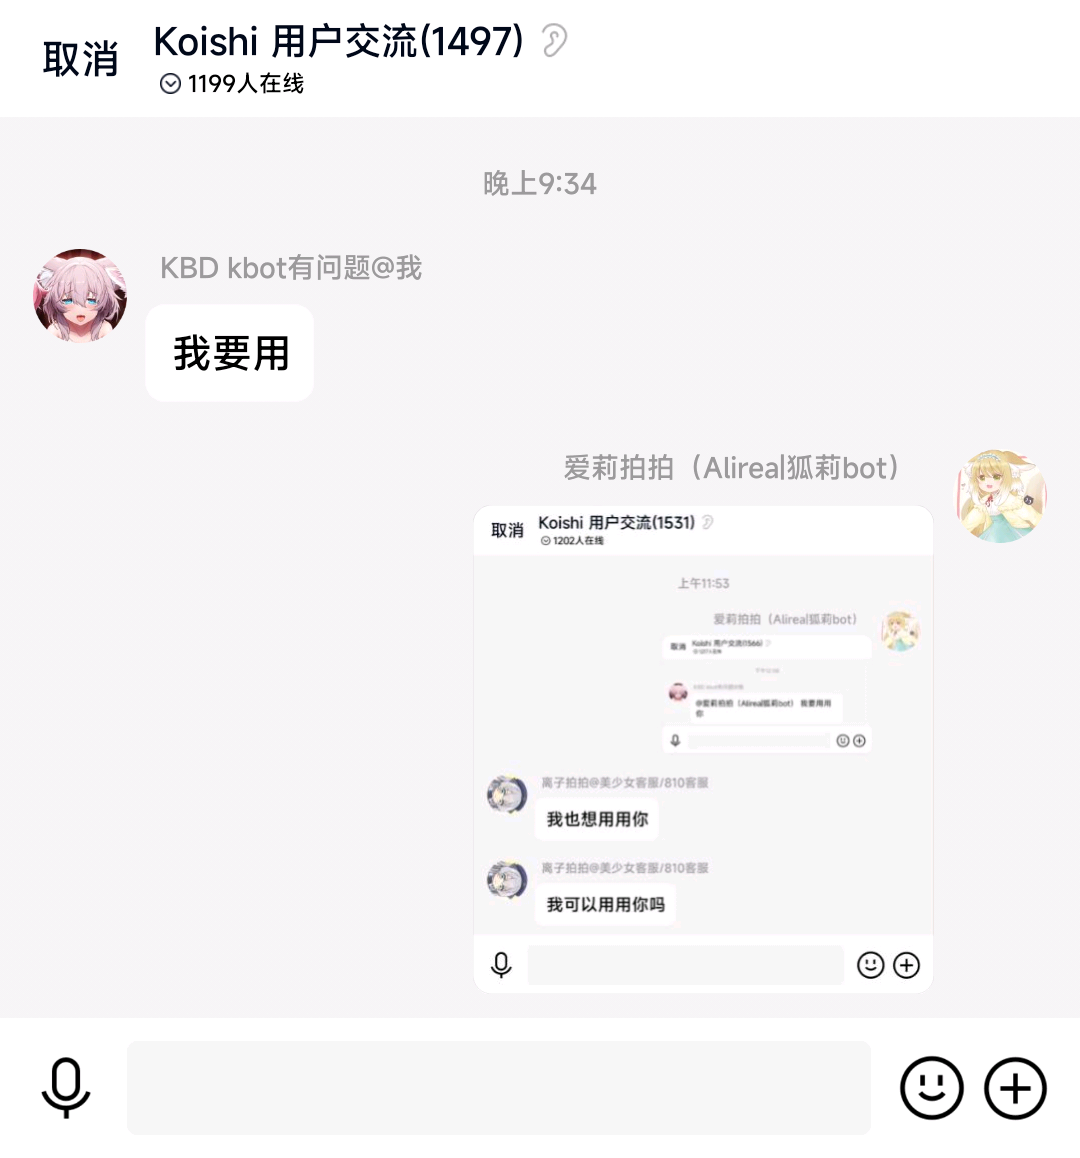 取消
Koishi 用户交流(1497)
1199人在线
晚上9:34
KBD kbot有问题@我
我要用
爱莉拍拍（Alireal狐莉bot）
取消
Koishi 用户交流(1531)
1202人在线
上午11:53
爱莉拍拍（Alireal狐莉bot）
取消
Koishi 用户交流(1566)
@爱莉拍拍（Alireal狐莉bot） 我要用用
你
离子拍拍@美少女客服/810客服
我也想用用你
离子拍拍@美少女客服/810客服
我可以用用你吗